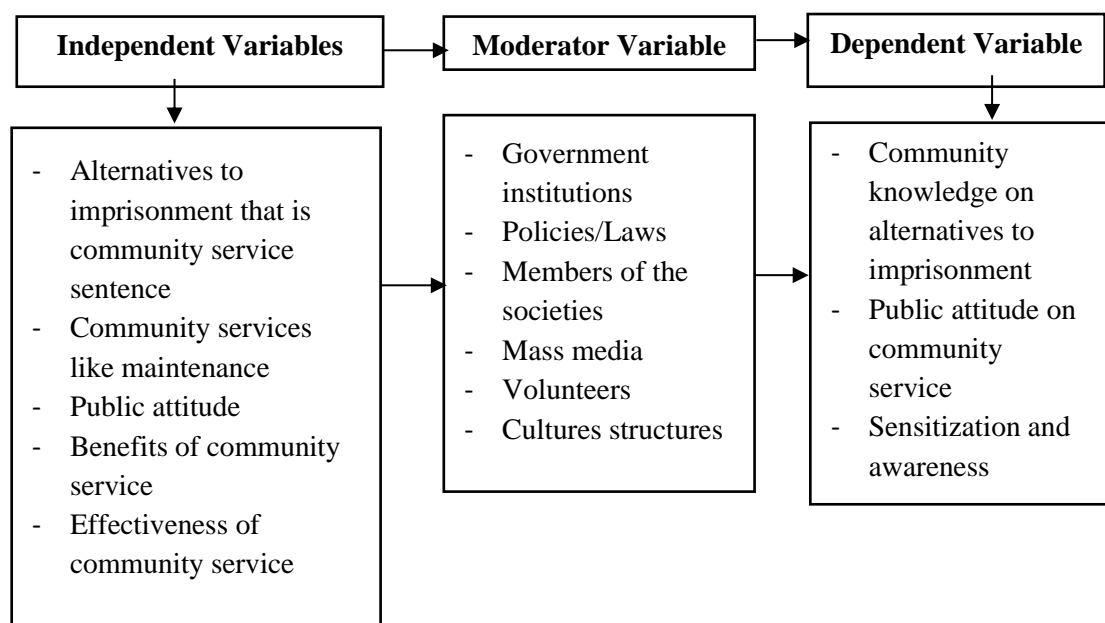 Independent Variables
Moderator Variable
Dependent Variable
- Alternatives to
imprisonment that is
community service
sentence
- Community services
like maintenance
- Public attitude
- Benefits of community
service
- Effectiveness of
community service
- Government
institutions
- Policies/Laws
- Members of the
societies
- Mass media
- Volunteers
- Cultures structures
- Community
knowledge on
alternatives to
imprisonment
- Public attitude on
community
service
- Sensitization and
awareness